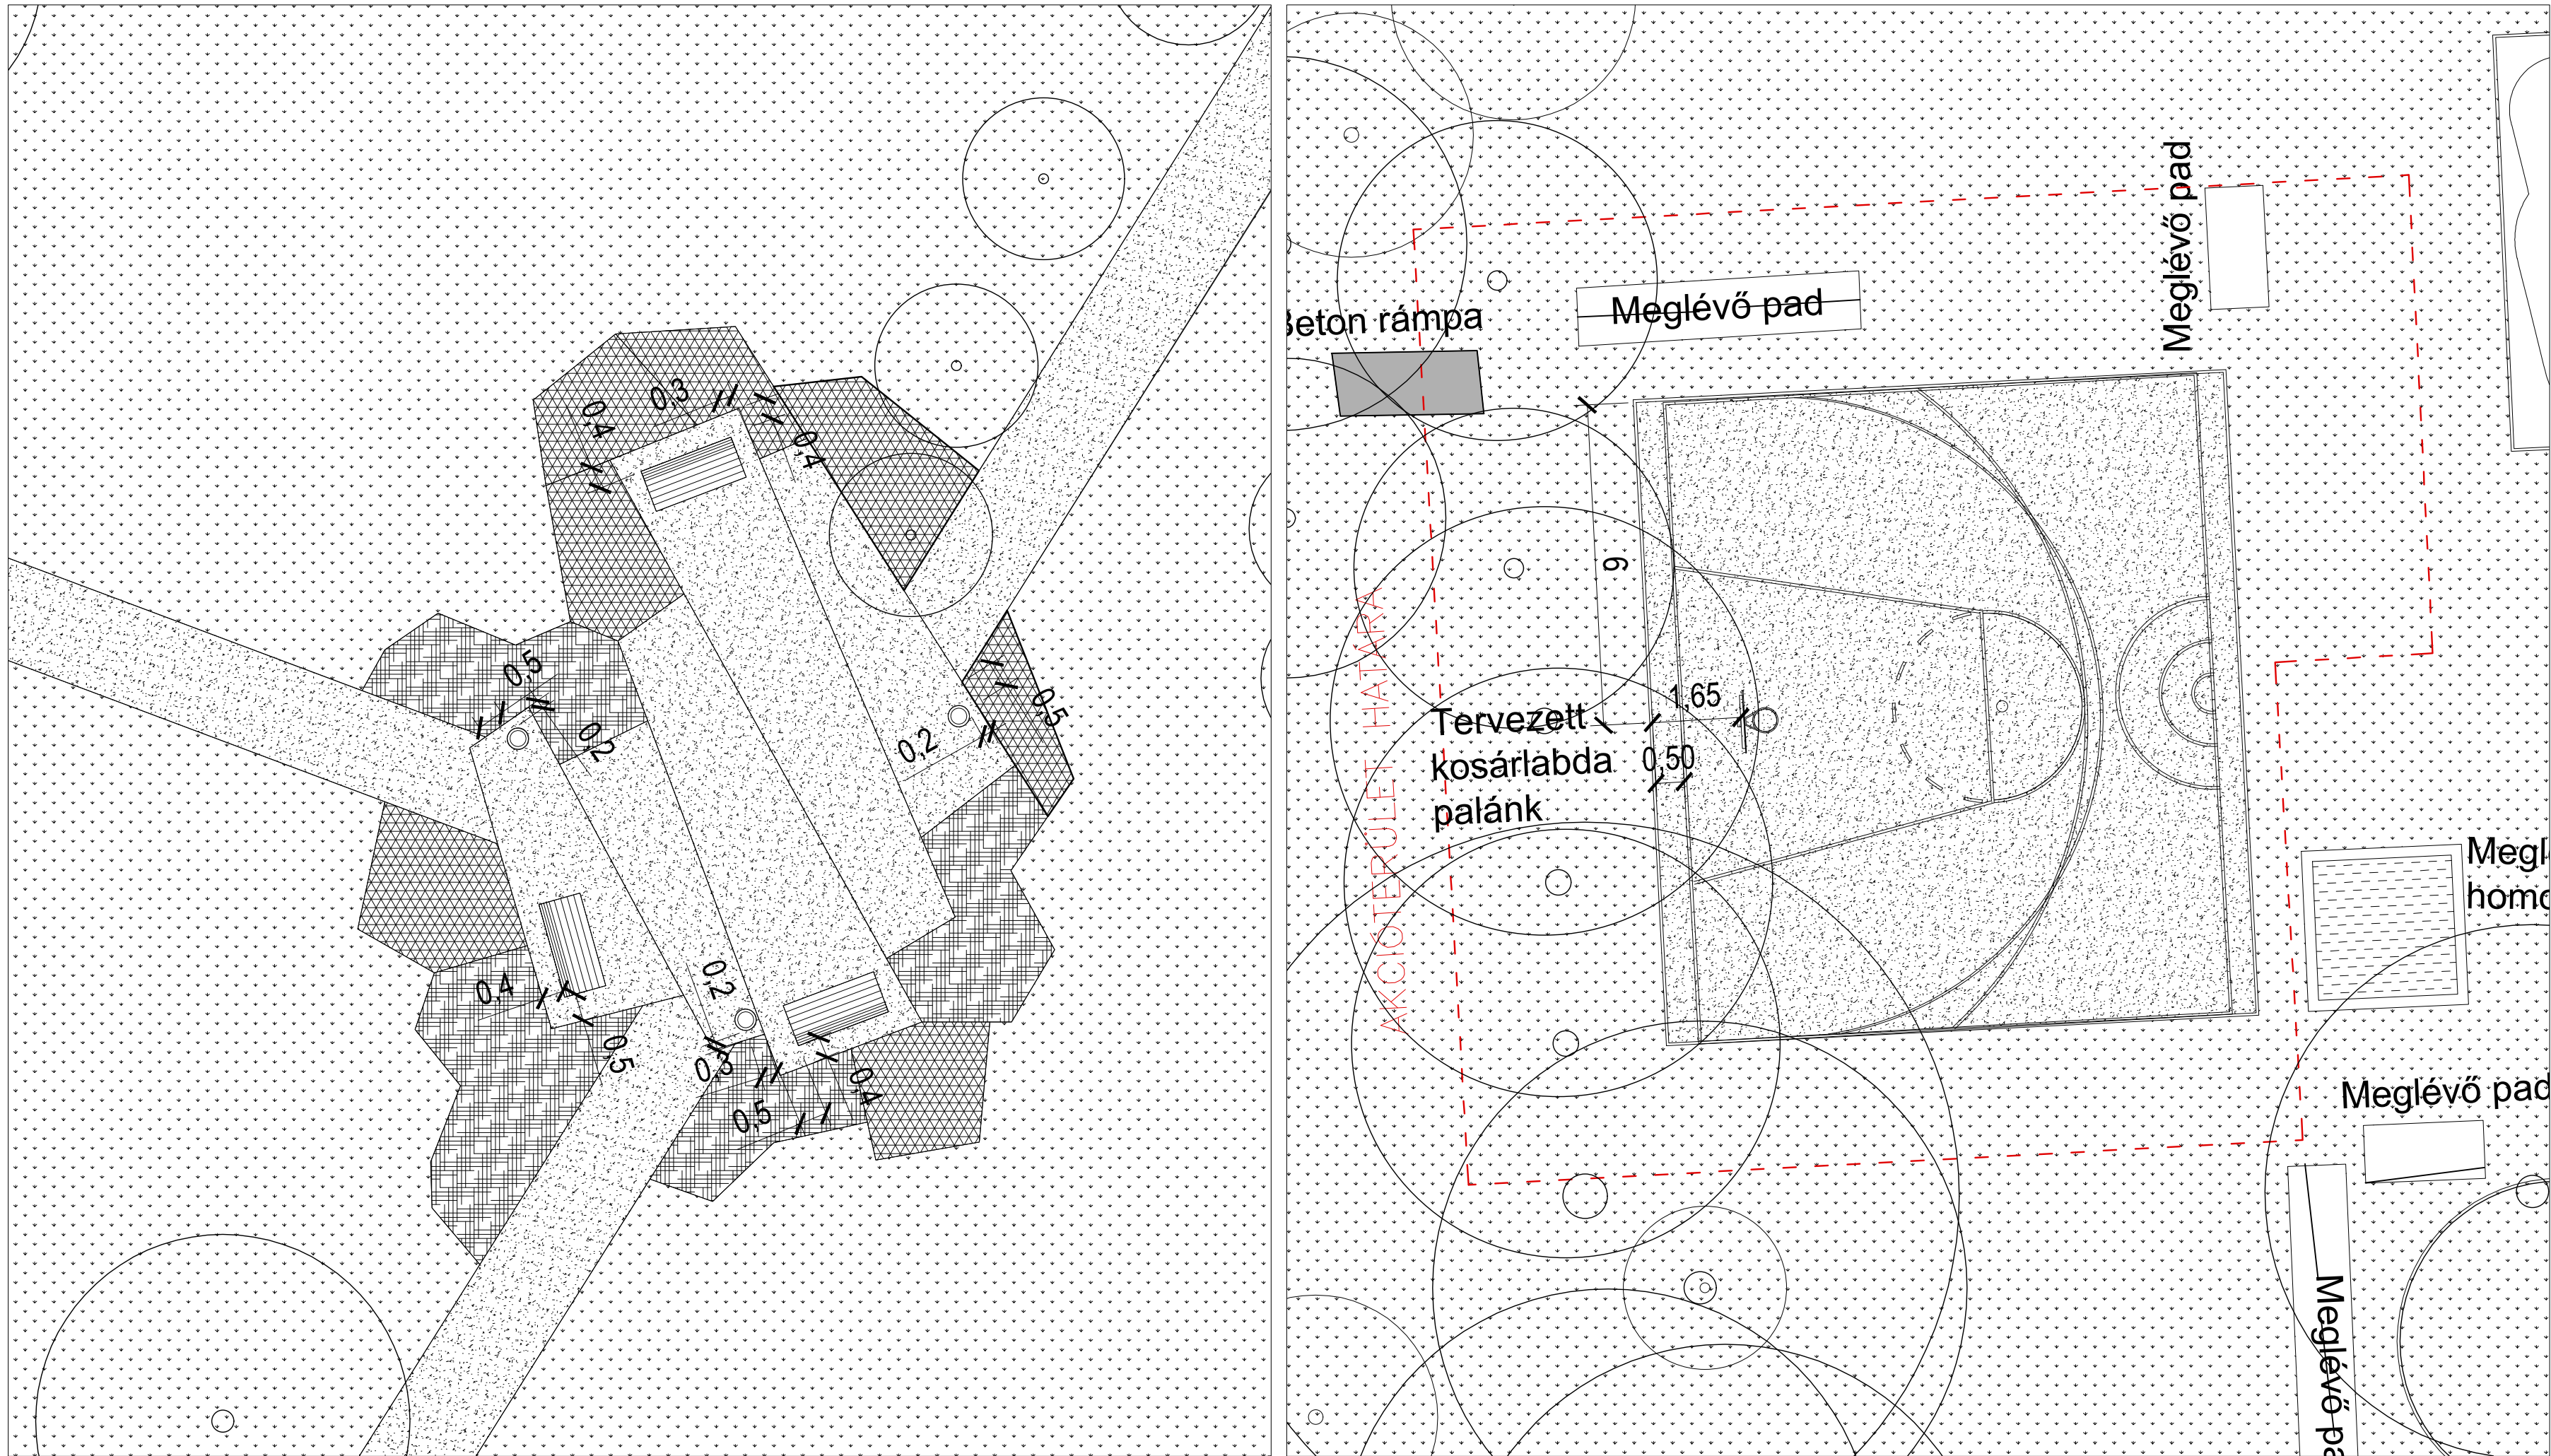 0,3
0,4
0,4
0,5
0,2
0,5
0,2
0,4
0,2
0,5
0,3
0,4
0,5
Meglévő pad
Beton rámpa
Meglévő pad
9
AKCIÓTERÜLET HATÁRA
1,65
Tervezett
kosárlabda
palánk
0,50
Megl
homo
Meglévő pad
Meglévő pa